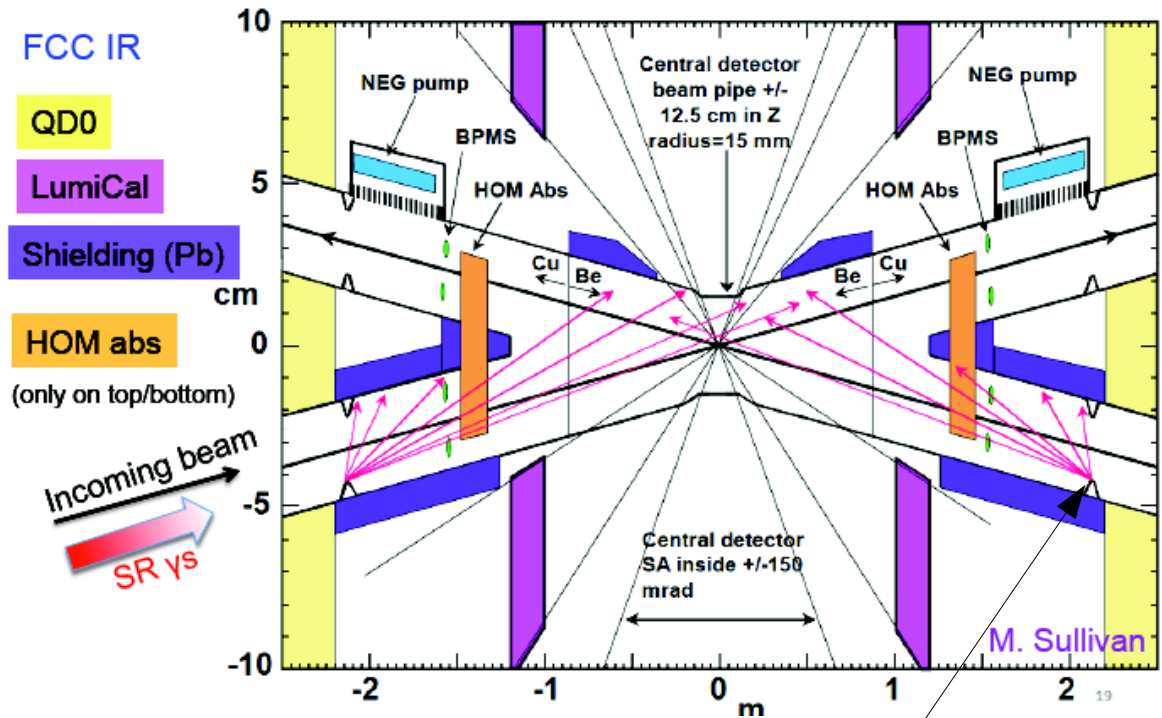 FCC IR
QD0
LumiCal
Shielding (Pb)
HOM abs
(only on top/bottom)
Incoming beam
SR γs
cm
10
5
0
-5
-10
NEG pump
BPMS
HOM Abs
Cu
Be
Central detector
beam pipe +/-
12.5 cm in Z
radius=15 mm
NEG pump
BPMS
HOM Abs
Be
Cu
Central detector
SA inside +/-150
mrad
M. Sullivan
-2
-1
0
1
2
m
19